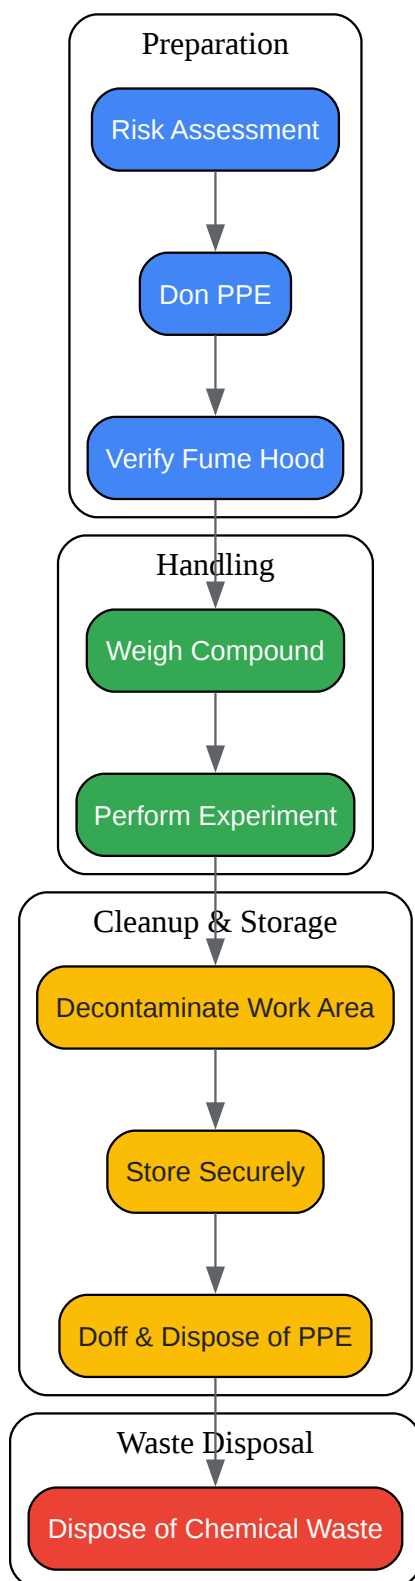 Preparation
Risk Assessment
Don PPE
Verify Fume Hood
Handling
Weigh Compound
Perform Experiment
Cleanup & Storage
Decontaminate Work Area
Store Securely
Doff & Dispose of PPE
Waste Disposal
Dispose of Chemical Waste